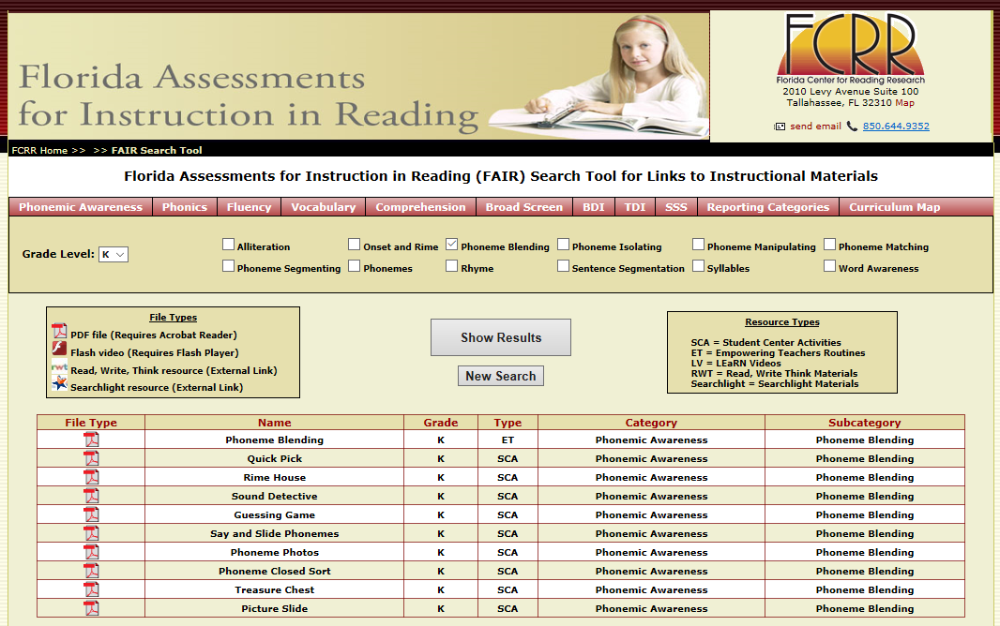 Florida Assessments
for Instruction in Reading
FCRR
Florida Center for Reading Research
2010 Levy Avenue Suite 100
Tallahassee, FL 32310 Map
send email 850.644.9352
FCRR Home >> >> FAIR Search Tool
Florida Assessments for Instruction in Reading (FAIR) Search Tool for Links to Instructional Materials
Phonemic Awareness Phonics Fluency Vocabulary Comprehension Broad Screen BDI TDI SSS Reporting Categories Curriculum Map
Grade Level: K
Alliteration Onset and Rime Phoneme Blending Phoneme Isolating Phoneme Manipulating Phoneme Matching
Phoneme Segmenting Phonemes Rhyme Sentence Segmentation Syllables Word Awareness
File Types
PDF file (Requires Acrobat Reader)
Flash video (Requires Flash Player)
rwt Read, Write, Think resource (External Link)
Searchlight resource (External Link)
Show Results
New Search
Resource Types
SCA = Student Center Activities
ET = Empowering Teachers Routines
LV = LEaRN Videos
RWT = Read, Write Think Materials
Searchlight = Searchlight Materials
File Type Name Grade Type Category Subcategory
Phoneme Blending K ET Phonemic Awareness Phoneme Blending
Quick Pick K SCA Phonemic Awareness Phoneme Blending
Rime House K SCA Phonemic Awareness Phoneme Blending
Sound Detective K SCA Phonemic Awareness Phoneme Blending
Guessing Game K SCA Phonemic Awareness Phoneme Blending
Say and Slide Phonemes K SCA Phonemic Awareness Phoneme Blending
Phoneme Photos K SCA Phonemic Awareness Phoneme Blending
Phoneme Closed Sort K SCA Phonemic Awareness Phoneme Blending
Treasure Chest K SCA Phonemic Awareness Phoneme Blending
Picture Slide K SCA Phonemic Awareness Phoneme Blending